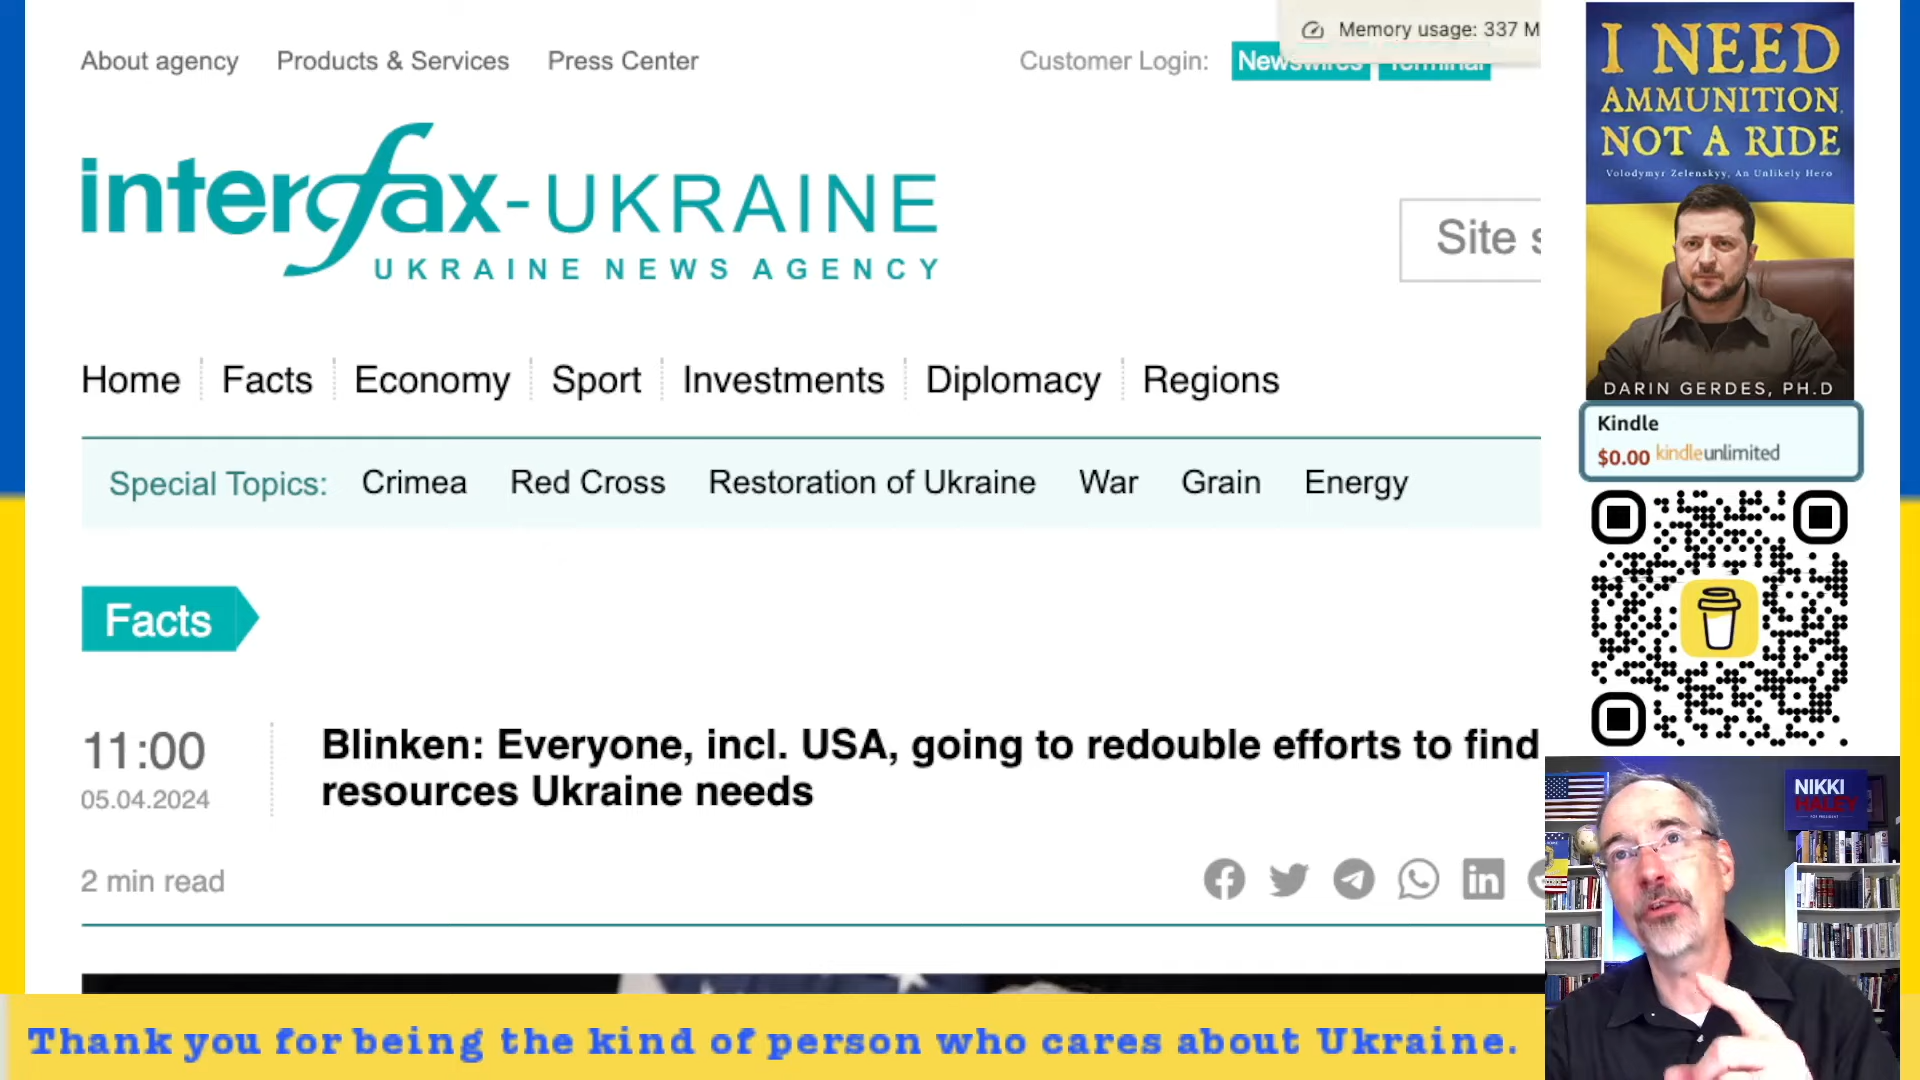 About agency Products & Services Press Center Customer Login: Newswires Terminal
Memory usage: 337 M
interfax-UKRAINE
UKRAINE NEWS AGENCY
Site s
Home Facts Economy Sport Investments Diplomacy Regions
Special Topics: Crimea Red Cross Restoration of Ukraine War Grain Energy
Facts
11:00
05.04.2024
Blinken: Everyone, incl. USA, going to redouble efforts to find
resources Ukraine needs
2 min read
I NEED
AMMUNITION,
NOT A RIDE
Volodymyr Zelenskyy, An Unlikely Hero
DARIN GERDES, PH.D
Kindle
$0.00 kindleunlimited
NIKKI
HALEY
Thank you for being the kind of person who cares about Ukraine.